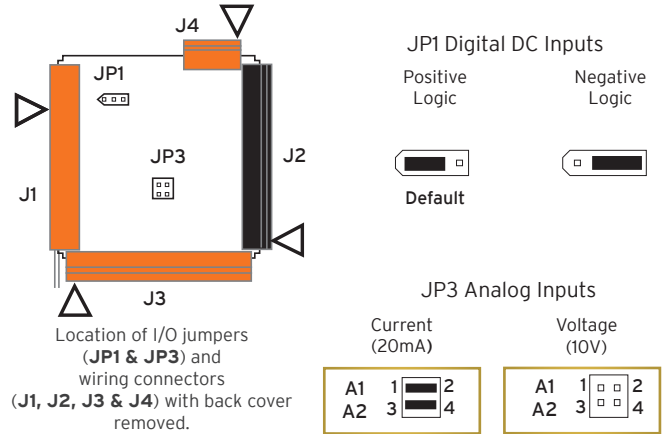 J4
JP1
JP3
J2
J1
J3
Location of I/O jumpers
(JP1 & JP3) and
wiring connectors
(J1, J2, J3 & J4) with back cover
removed.
JP1 Digital DC Inputs
Positive
Logic
Negative
Logic
Default
JP3 Analog Inputs
Current
(20mA)
Voltage
(10V)
A1 1 2
A2 3 4
A1 1 2
A2 3 4